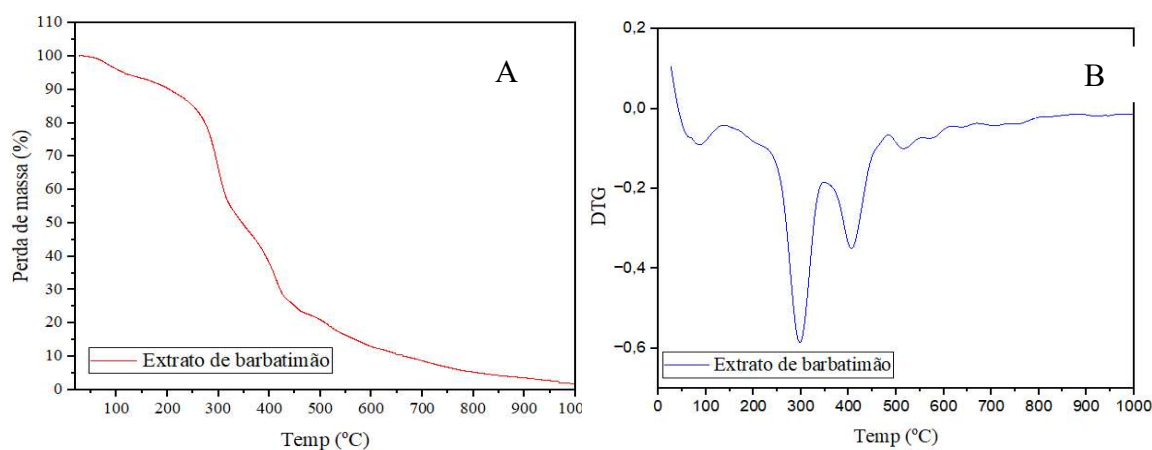 A
Perda de massa (%)
110
100
90
80
70
60
50
40
30
20
10
0
Extrato de barbatimão
100 200 300 400 500 600 700 800 900 100
Temp (ºC)
B
DTG
0,2
0,2
0,0
−0,2
−0,4
−0,6
Extrato de barbatimão
0 100 200 300 400 500 600 700 800 900 1000
Temp (ºC)